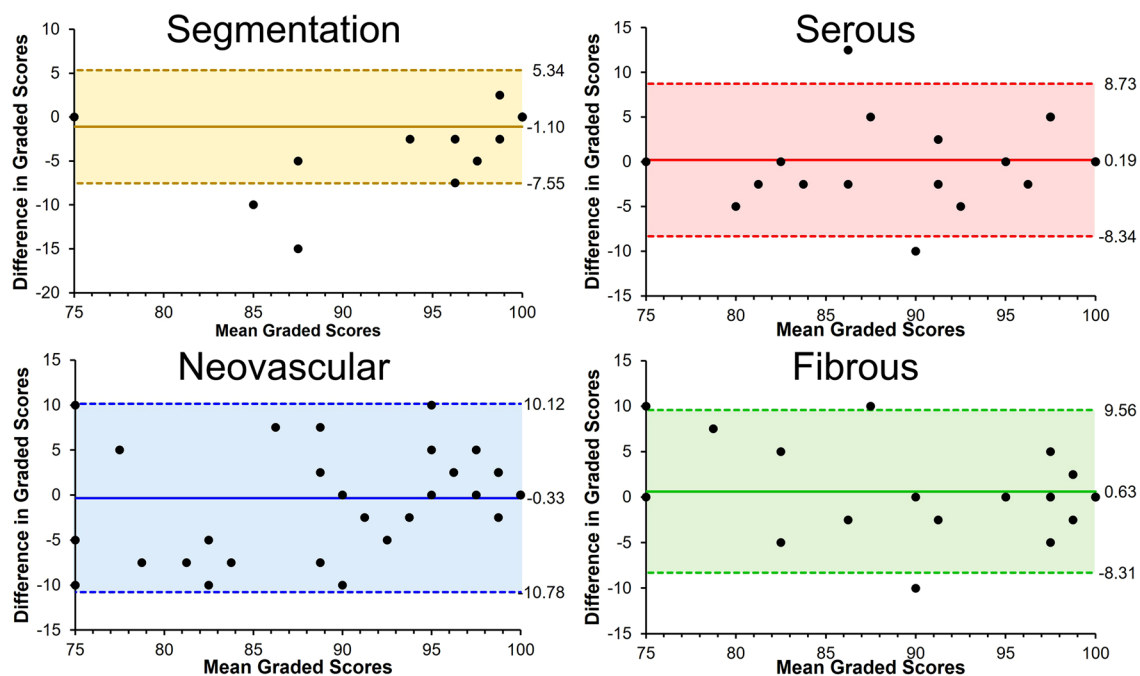 Segmentation
Difference in Graded Scores
10
5
0
-5
-10
-15
-20
5.34
-1.10
-7.55
75 80 85 90 95 100
Mean Graded Scores
Serous
Difference in Graded Scores
15
10
5
0
-5
-10
-15
8.73
0.19
-8.34
75 80 85 90 95 100
Mean Graded Scores
Neovascular
Difference in Graded Scores
15
10
5
0
-5
-10
-15
10.12
-0.33
-10.78
75 80 85 90 95 100
Mean Graded Scores
Fibrous
Difference in Graded Scores
15
10
5
0
-5
-10
-15
9.56
0.63
-8.31
75 80 85 90 95 100
Mean Graded Scores